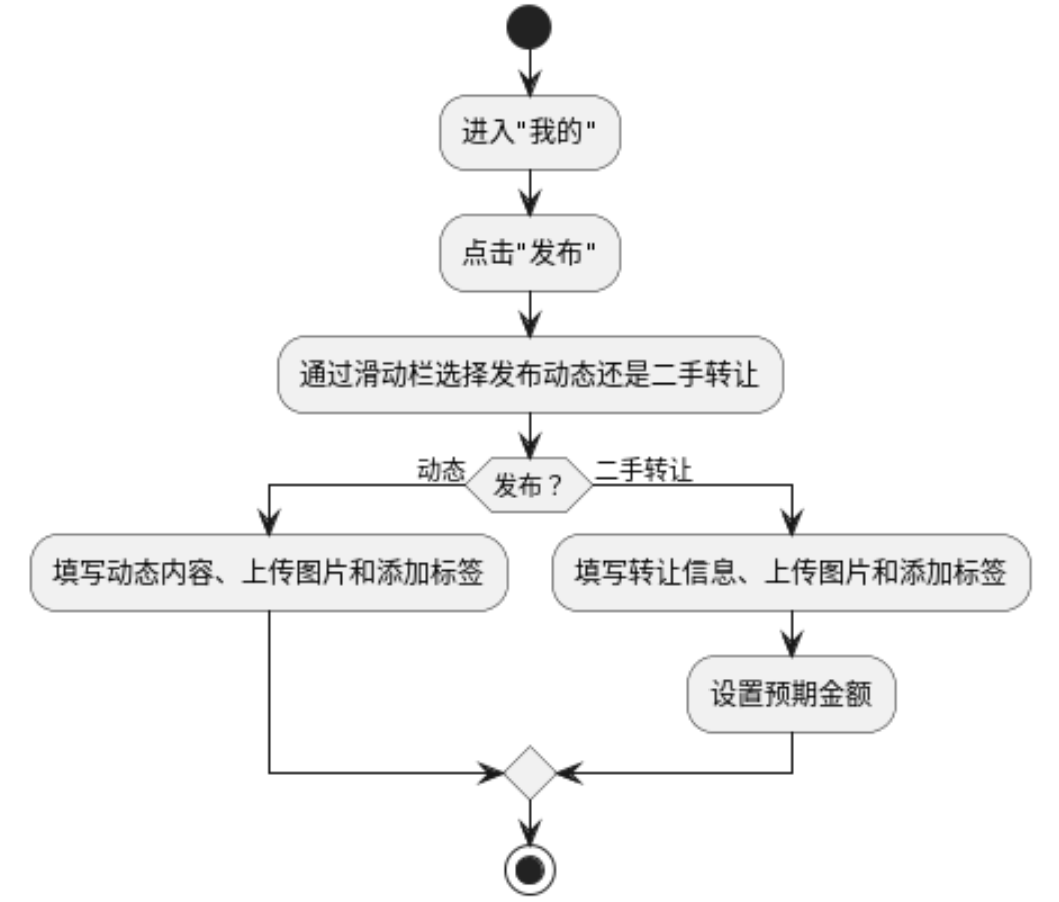 进入"我的"
点击"发布"
通过滑动栏选择发布动态还是二手转让
动态
发布？
二手转让
填写动态内容、上传图片和添加标签
填写转让信息、上传图片和添加标签
设置预期金额